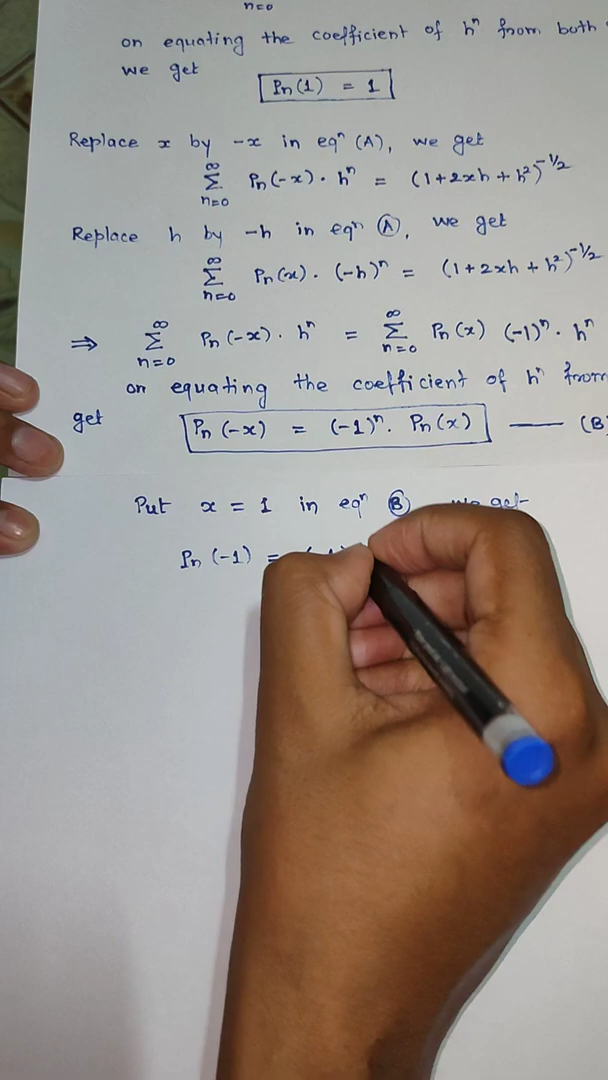 n=0
on equating the coefficient of hⁿ from both
we get
Pn(1) = 1
Replace x by -x in eqⁿ (A), we get
∞ Σ n=0 Pn(-x) · hⁿ = (1+2xh + h²)^-1/2
Replace h by -h in eqⁿ Ⓐ, we get
∞ Σ n=0 Pn(x) · (-h)ⁿ = (1+2xh + h²)^-1/2
⇒ ∞ Σ n=0 Pn(-x) · hⁿ = ∞ Σ n=0 Pn(x) (-1)ⁿ · hⁿ
on equating the coefficient of hⁿ from
get Pn(-x) = (-1)ⁿ · Pn(x) —— (B)
Put x = 1 in eqⁿ Ⓑ, we get
Pn(-1) =